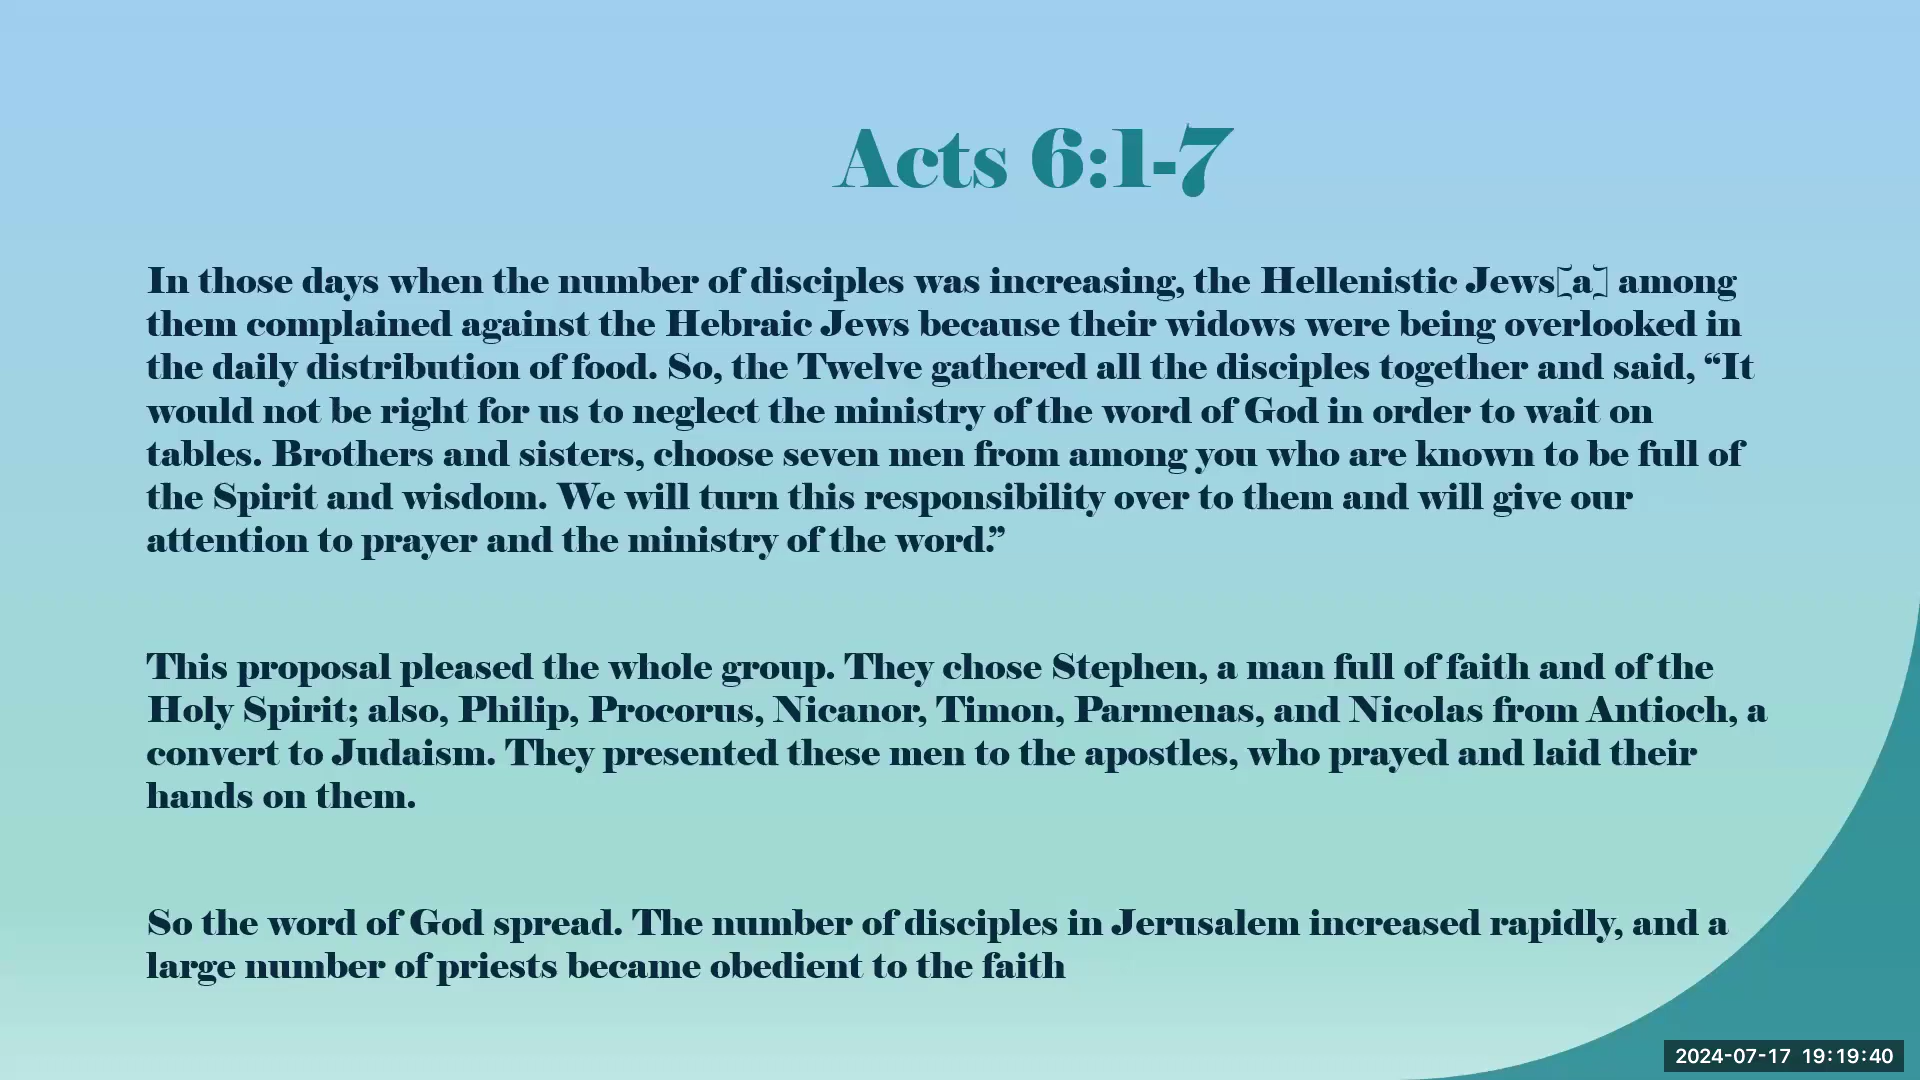 Acts 6:1-7
In those days when the number of disciples was increasing, the Hellenistic Jews[a] among
them complained against the Hebraic Jews because their widows were being overlooked in
the daily distribution of food. So, the Twelve gathered all the disciples together and said, “It
would not be right for us to neglect the ministry of the word of God in order to wait on
tables. Brothers and sisters, choose seven men from among you who are known to be full of
the Spirit and wisdom. We will turn this responsibility over to them and will give our
attention to prayer and the ministry of the word.”
This proposal pleased the whole group. They chose Stephen, a man full of faith and of the
Holy Spirit; also, Philip, Procorus, Nicanor, Timon, Parmenas, and Nicolas from Antioch, a
convert to Judaism. They presented these men to the apostles, who prayed and laid their
hands on them.
So the word of God spread. The number of disciples in Jerusalem increased rapidly, and a
large number of priests became obedient to the faith
2024-07-17 19:19:40